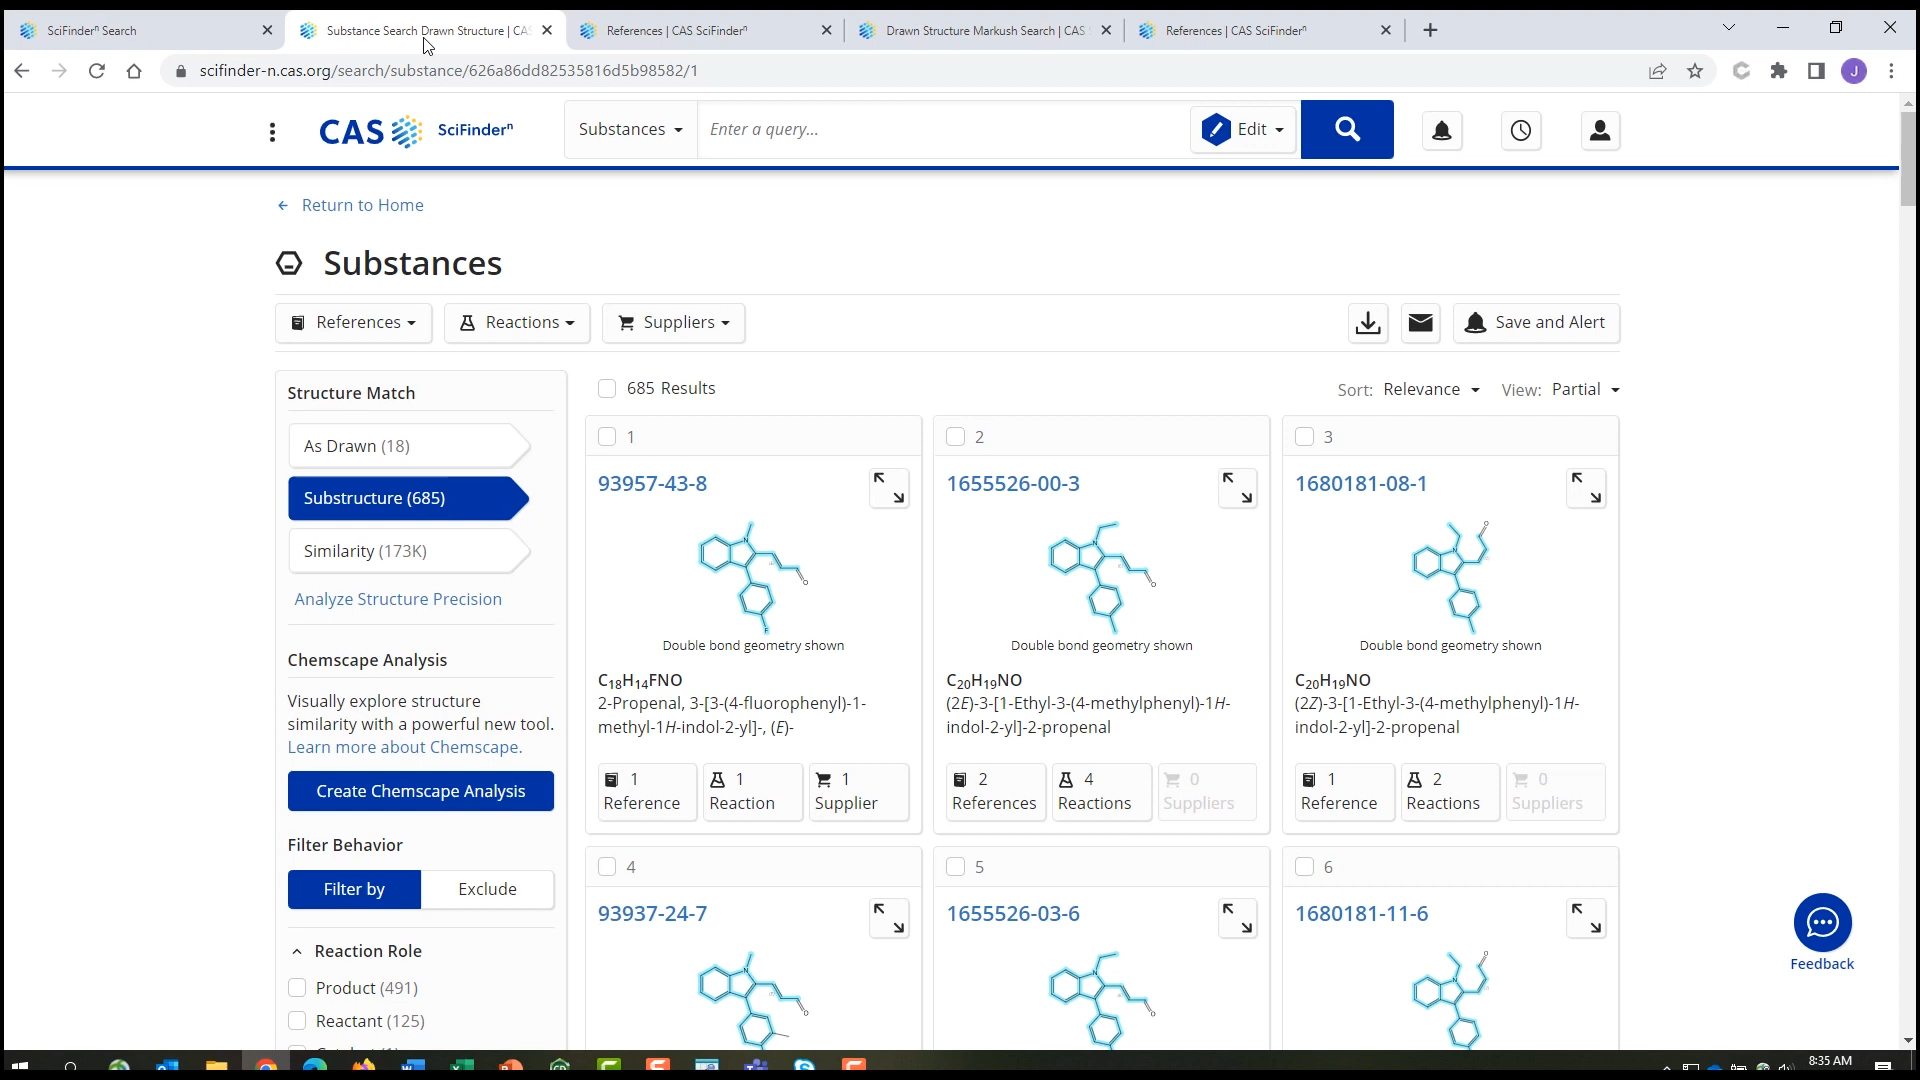 SciFinderⁿ Search
Substance Search Drawn Structure | CAS
References | CAS SciFinderⁿ
Drawn Structure Markush Search | CAS
References | CAS SciFinderⁿ
scifinder-n.cas.org/search/substance/626a86dd82535816d5b98582/1
J
CAS SciFinderⁿ
Substances
Enter a query...
Edit
Return to Home
Substances
References
Reactions
Suppliers
Save and Alert
Structure Match
As Drawn (18)
Substructure (685)
Similarity (173K)
Analyze Structure Precision
Chemscape Analysis
Visually explore structure
similarity with a powerful new tool.
Learn more about Chemscape.
Create Chemscape Analysis
Filter Behavior
Filter by
Exclude
Reaction Role
Product (491)
Reactant (125)
685 Results
Sort: Relevance
View: Partial
1
93957-43-8
Double bond geometry shown
C₁₈H₁₄FNO
2-Propenal, 3-[3-(4-fluorophenyl)-1-
methyl-1H-indol-2-yl]-, (E)-
1 Reference
1 Reaction
1 Supplier
2
1655526-00-3
Double bond geometry shown
C₂₀H₁₉NO
(2E)-3-[1-Ethyl-3-(4-methylphenyl)-1H-
indol-2-yl]-2-propenal
2 References
4 Reactions
0 Suppliers
3
1680181-08-1
Double bond geometry shown
C₂₀H₁₉NO
(2Z)-3-[1-Ethyl-3-(4-methylphenyl)-1H-
indol-2-yl]-2-propenal
1 Reference
2 Reactions
0 Suppliers
4
93937-24-7
5
1655526-03-6
6
1680181-11-6
Feedback
8:35 AM